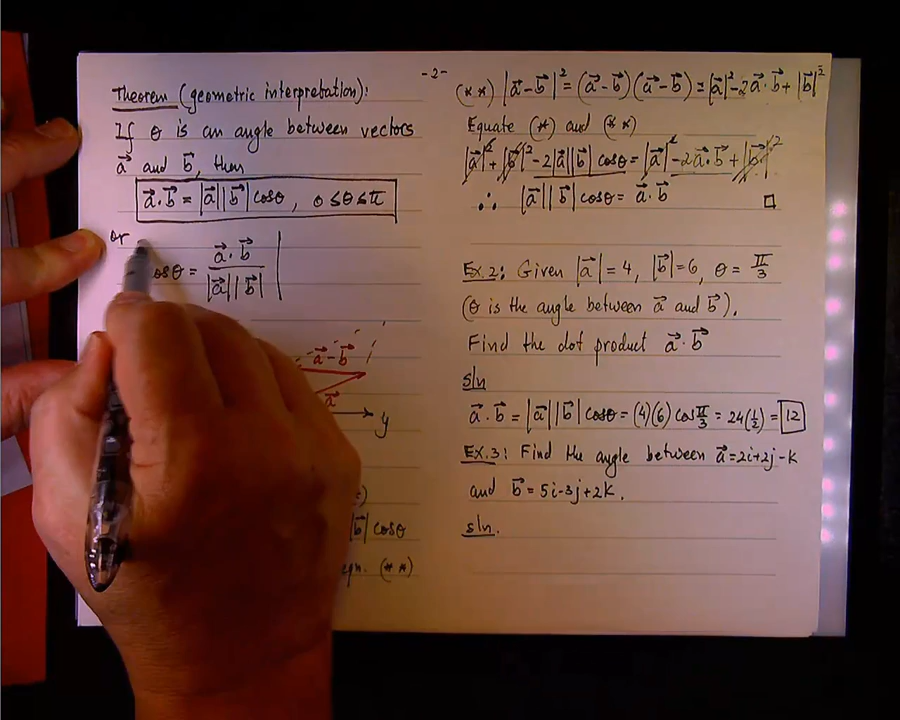 -2-
Theorem (geometric interpretation):
If θ is an angle between vectors
a⃗ and b⃗, then
a⃗·b⃗ = |a⃗||b⃗| cosθ, 0≤θ≤π
or
osθ = a⃗·b⃗ / |a⃗||b⃗|
a⃗-b⃗
a⃗
y
|b⃗| cosθ
eqn. (**)
(**) |a⃗-b⃗|² = (a⃗-b⃗)(a⃗-b⃗) = |a⃗|²-2a⃗·b⃗+|b⃗|²
Equate (*) and (**)
|a⃗|²+|b⃗|²-2|a⃗||b⃗| cosθ = |a⃗|²-2a⃗·b⃗+|b⃗|²
∴ |a⃗||b⃗| cosθ = a⃗·b⃗ □
Ex.2: Given |a⃗|=4, |b⃗|=6, θ = π/3
(θ is the angle between a⃗ and b⃗).
Find the dot product a⃗·b⃗
sln
a⃗·b⃗ = |a⃗||b⃗| cosθ = (4)(6) cos π/3 = 24(1/2) = 12
Ex.3: Find the angle between a⃗=2i+2j-k
and b⃗=5i-3j+2k.
sln.